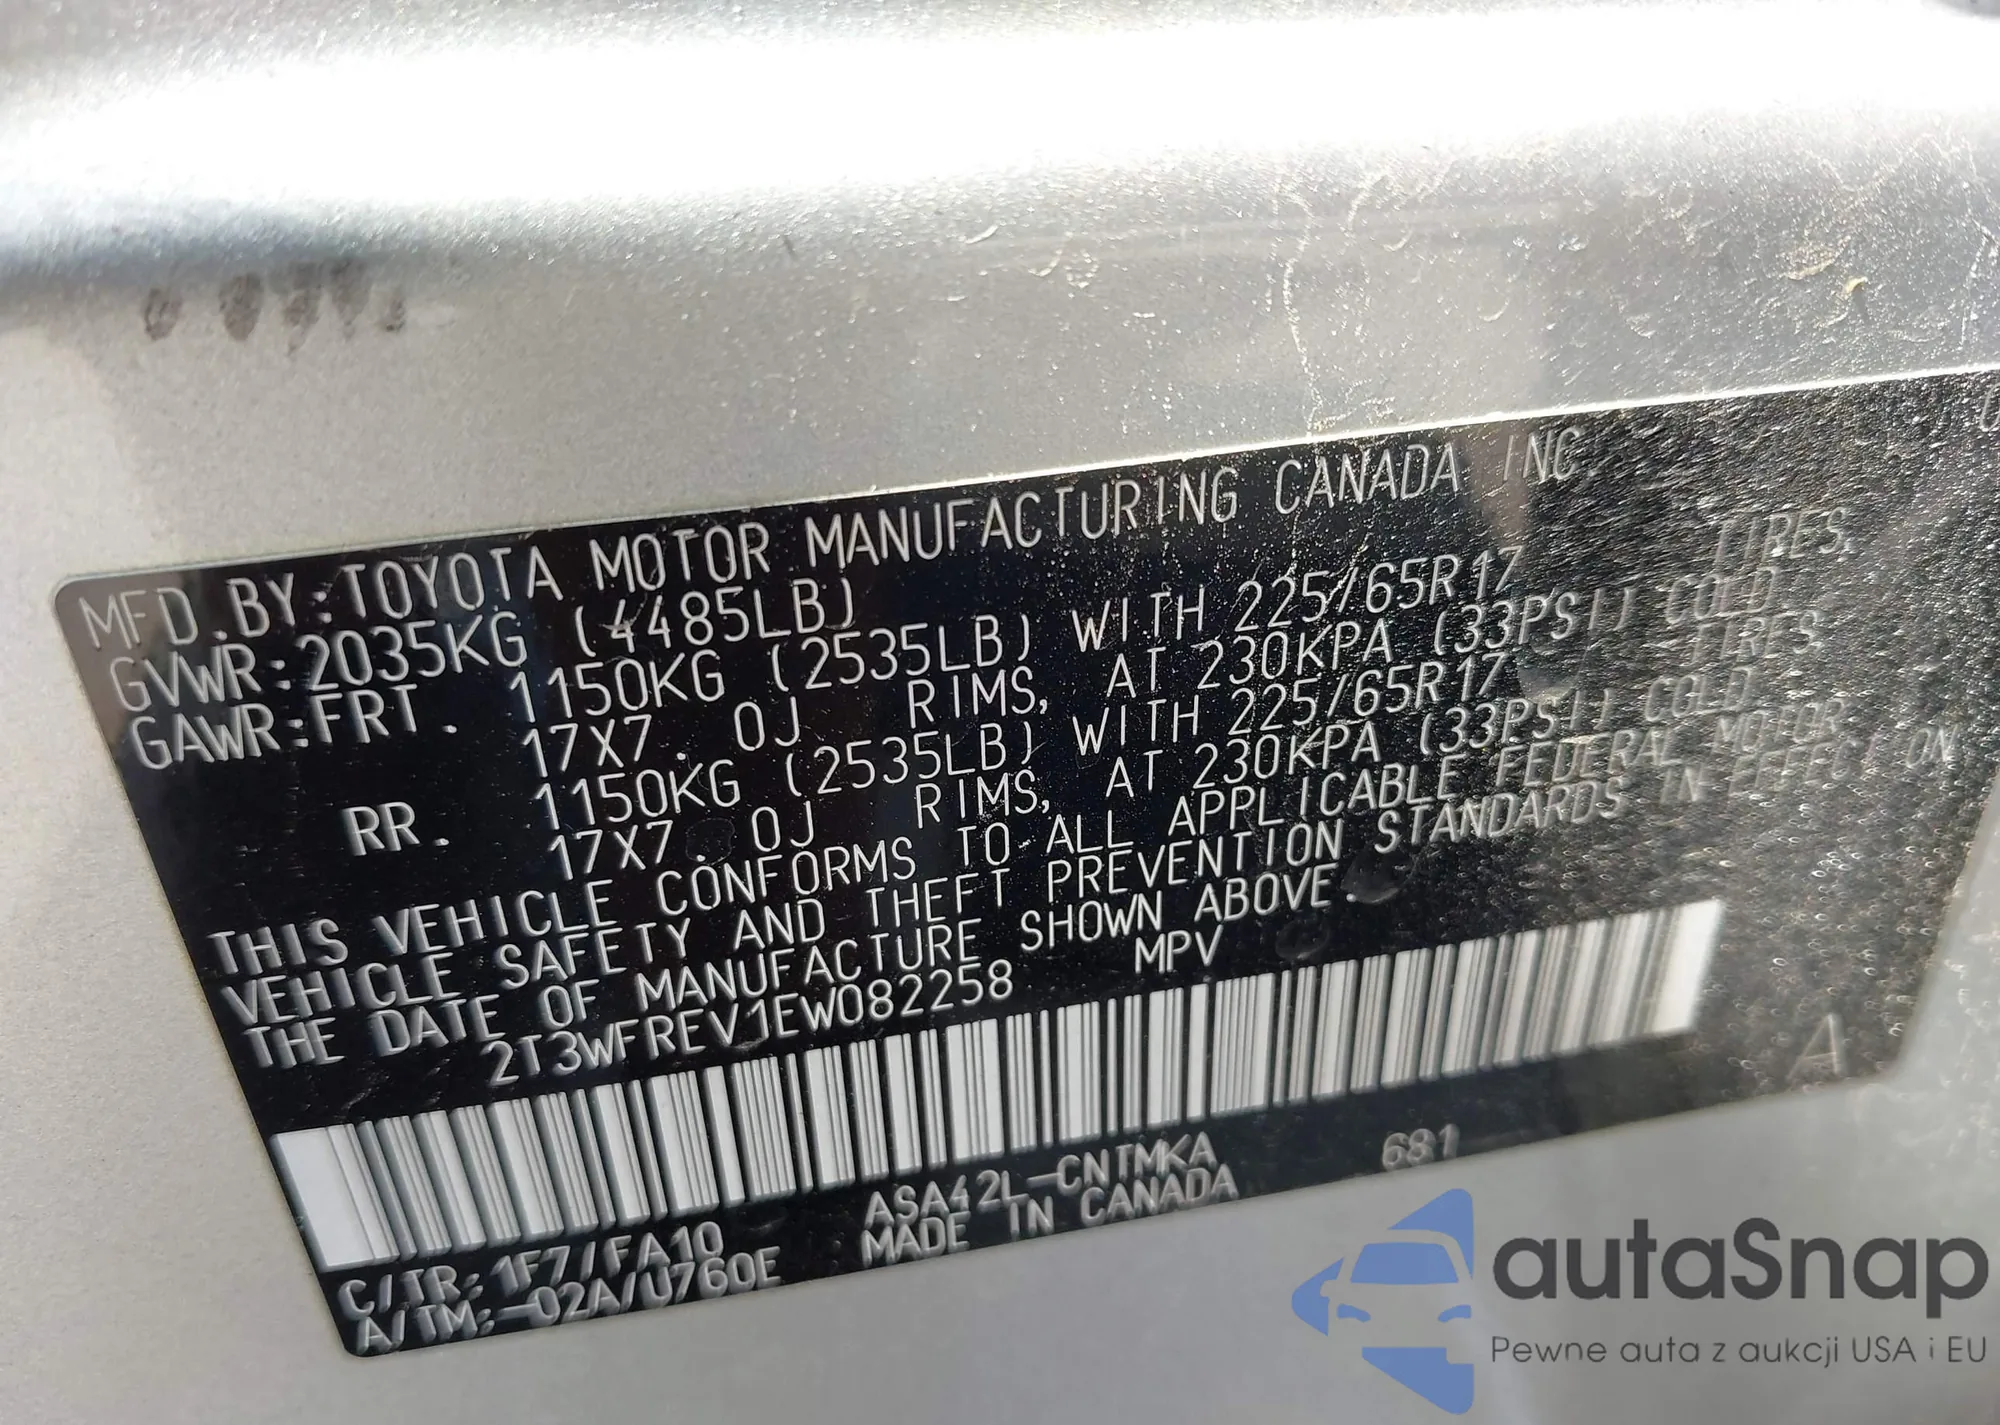 MFD.BY:TOYOTA MOTOR MANUFACTURING CANADA INC.
GVWR:2035KG (4485LB)
GAWR:FRT. 1150KG (2535LB) WITH 225/65R17 TIRES,
17X7.0J RIMS, AT 230KPA (33PSI) COLD
RR. 1150KG (2535LB) WITH 225/65R17 TIRES,
17X7.0J RIMS, AT 230KPA (33PSI) COLD
THIS VEHICLE CONFORMS TO ALL APPLICABLE FEDERAL MOTOR
VEHICLE SAFETY AND THEFT PREVENTION STANDARDS IN EFFECT ON
THE DATE OF MANUFACTURE SHOWN ABOVE.
2T3WFREV1EW082258 MPV
A
C/TR:1F7/FA10 ASA42L-CNTMKA 681
A/TM:-02A/U760E MADE IN CANADA
autaSnap
Pewne auta z aukcji USA i EU